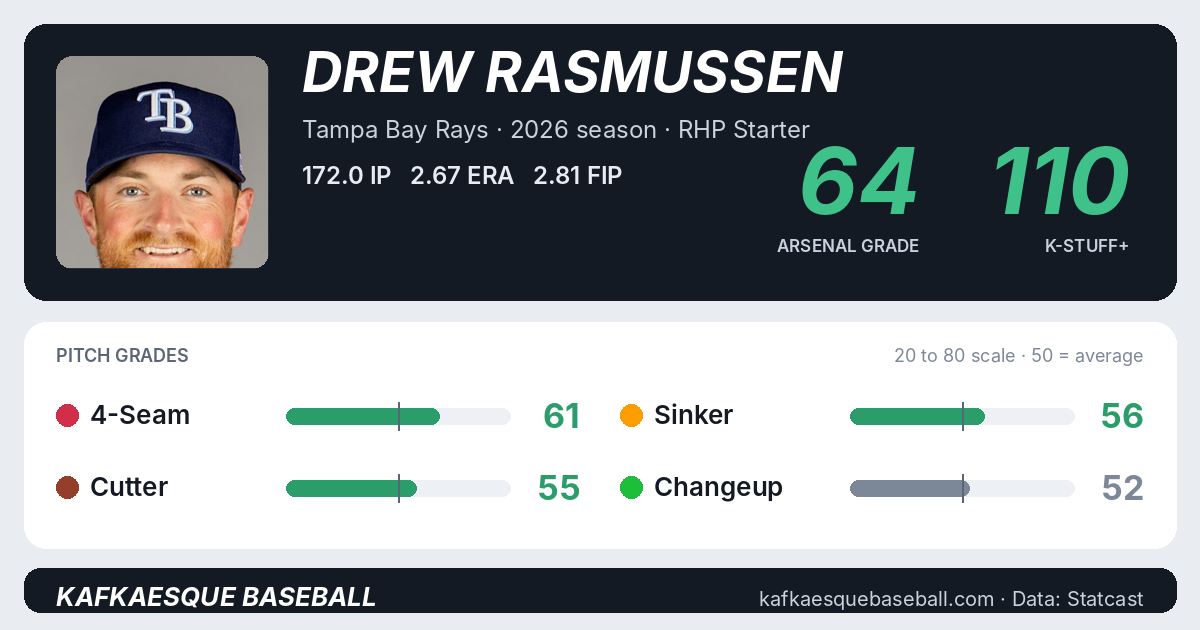 TB
DREW RASMUSSEN
Tampa Bay Rays · 2026 season · RHP Starter
172.0 IP 2.67 ERA 2.81 FIP
64 110
ARSENAL GRADE K-STUFF+
PITCH GRADES 20 to 80 scale · 50 = average
4-Seam 61 Sinker 56
Cutter 55 Changeup 52
KAFKAESQUE BASEBALL kafkaesquebaseball.com · Data: Statcast